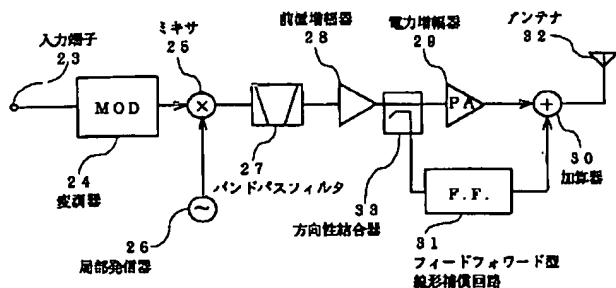 入力端子
23
MOD
24
変調器
ミキサ
25
26
局部発信器
27
バンドパスフィルタ
前置増幅器
28
33
方向性結合器
電力増幅器
29
PA
F.F.
31
フィードフォワード型
線形補償回路
30
加算器
アンテナ
32